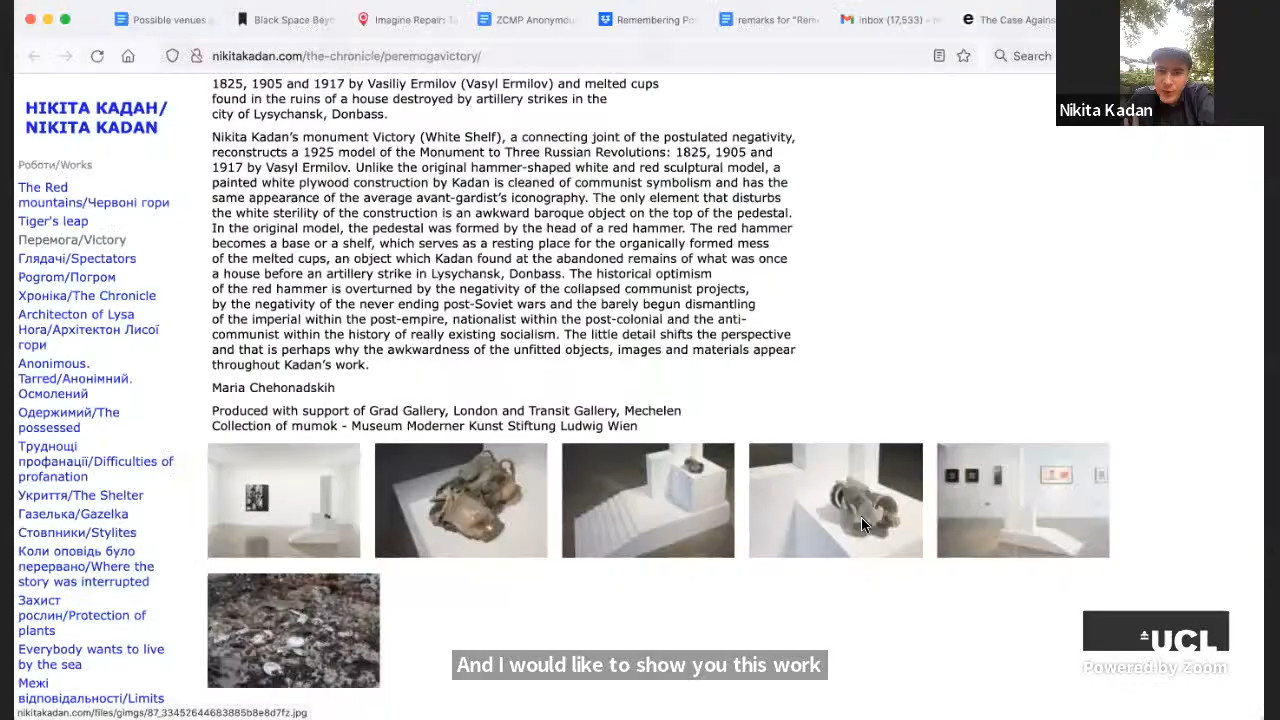 Possible venues
Black Space Beyo
Imagine Repair: Ta
ZCMP Anonymou
Remembering Po
remarks for "Rem
inbox (17,533) -
The Case Agains
nikitakadan.com/the-chronicle/peremogavictory/
Search
Nikita Kadan
НІКІТА КАДАН/
NIKITA KADAN
Роботи/Works
The Red
mountains/Червоні гори
Tiger's leap
Перемога/Victory
Глядачі/Spectators
Pogrom/Погром
Хроніка/The Chronicle
Architecton of Lysa
Hora/Архітектон Лисої
гори
Anonimous.
Tarred/Анонімний.
Осмолений
Одержимий/The
possessed
Труднощі
профанації/Difficulties of
profanation
Укриття/The Shelter
Газелька/Gazelka
Стовпники/Stylites
Коли оповідь було
перервано/Where the
story was interrupted
Захист
рослин/Protection of
plants
Everybody wants to live
by the sea
Межі
відповідальності/Limits
1825, 1905 and 1917 by Vasiliy Ermilov (Vasyl Ermilov) and melted cups
found in the ruins of a house destroyed by artillery strikes in the
city of Lysychansk, Donbass.
Nikita Kadan's monument Victory (White Shelf), a connecting joint of the postulated negativity,
reconstructs a 1925 model of the Monument to Three Russian Revolutions: 1825, 1905 and
1917 by Vasyl Ermilov. Unlike the original hammer-shaped white and red sculptural model, a
painted white plywood construction by Kadan is cleaned of communist symbolism and has the
same appearance of the average avant-gardist's iconography. The only element that disturbs
the white sterility of the construction is an awkward baroque object on the top of the pedestal.
In the original model, the pedestal was formed by the head of a red hammer. The red hammer
becomes a base or a shelf, which serves as a resting place for the organically formed mess
of the melted cups, an object which Kadan found at the abandoned remains of what was once
a house before an artillery strike in Lysychansk, Donbass. The historical optimism
of the red hammer is overturned by the negativity of the collapsed communist projects,
by the negativity of the never ending post-Soviet wars and the barely begun dismantling
of the imperial within the post-empire, nationalist within the post-colonial and the anti-
communist within the history of really existing socialism. The little detail shifts the perspective
and that is perhaps why the awkwardness of the unfitted objects, images and materials appear
throughout Kadan's work.
Maria Chehonadskih
Produced with support of Grad Gallery, London and Transit Gallery, Mechelen
Collection of mumok - Museum Moderner Kunst Stiftung Ludwig Wien
And I would like to show you this work
UCL
Powered by Zoom
nikitakadan.com/files/gimgs/87_33452644683885b8e8d7fz.jpg